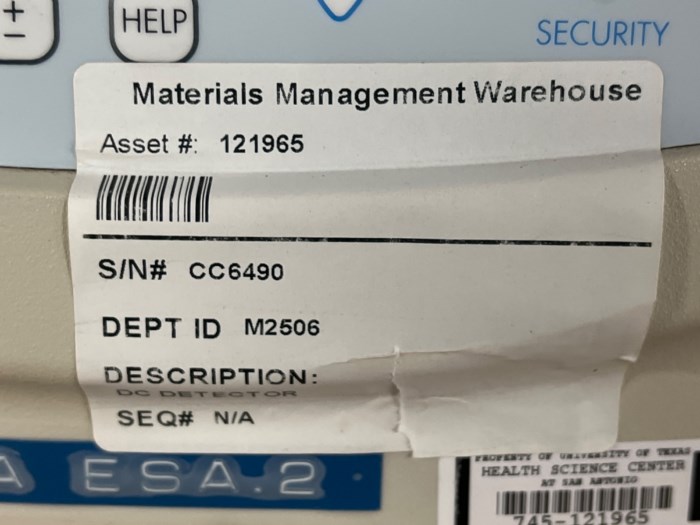 +
−
HELP
SECURITY
Materials Management Warehouse
Asset #: 121965
S/N# CC6490
DEPT ID M2506
DESCRIPTION:
DC DETECTOR
SEQ# N/A
A ESA.2
PROPERTY OF UNIVERSITY OF TEXAS
HEALTH SCIENCE CENTER
AT SAN ANTONIO
745-121965